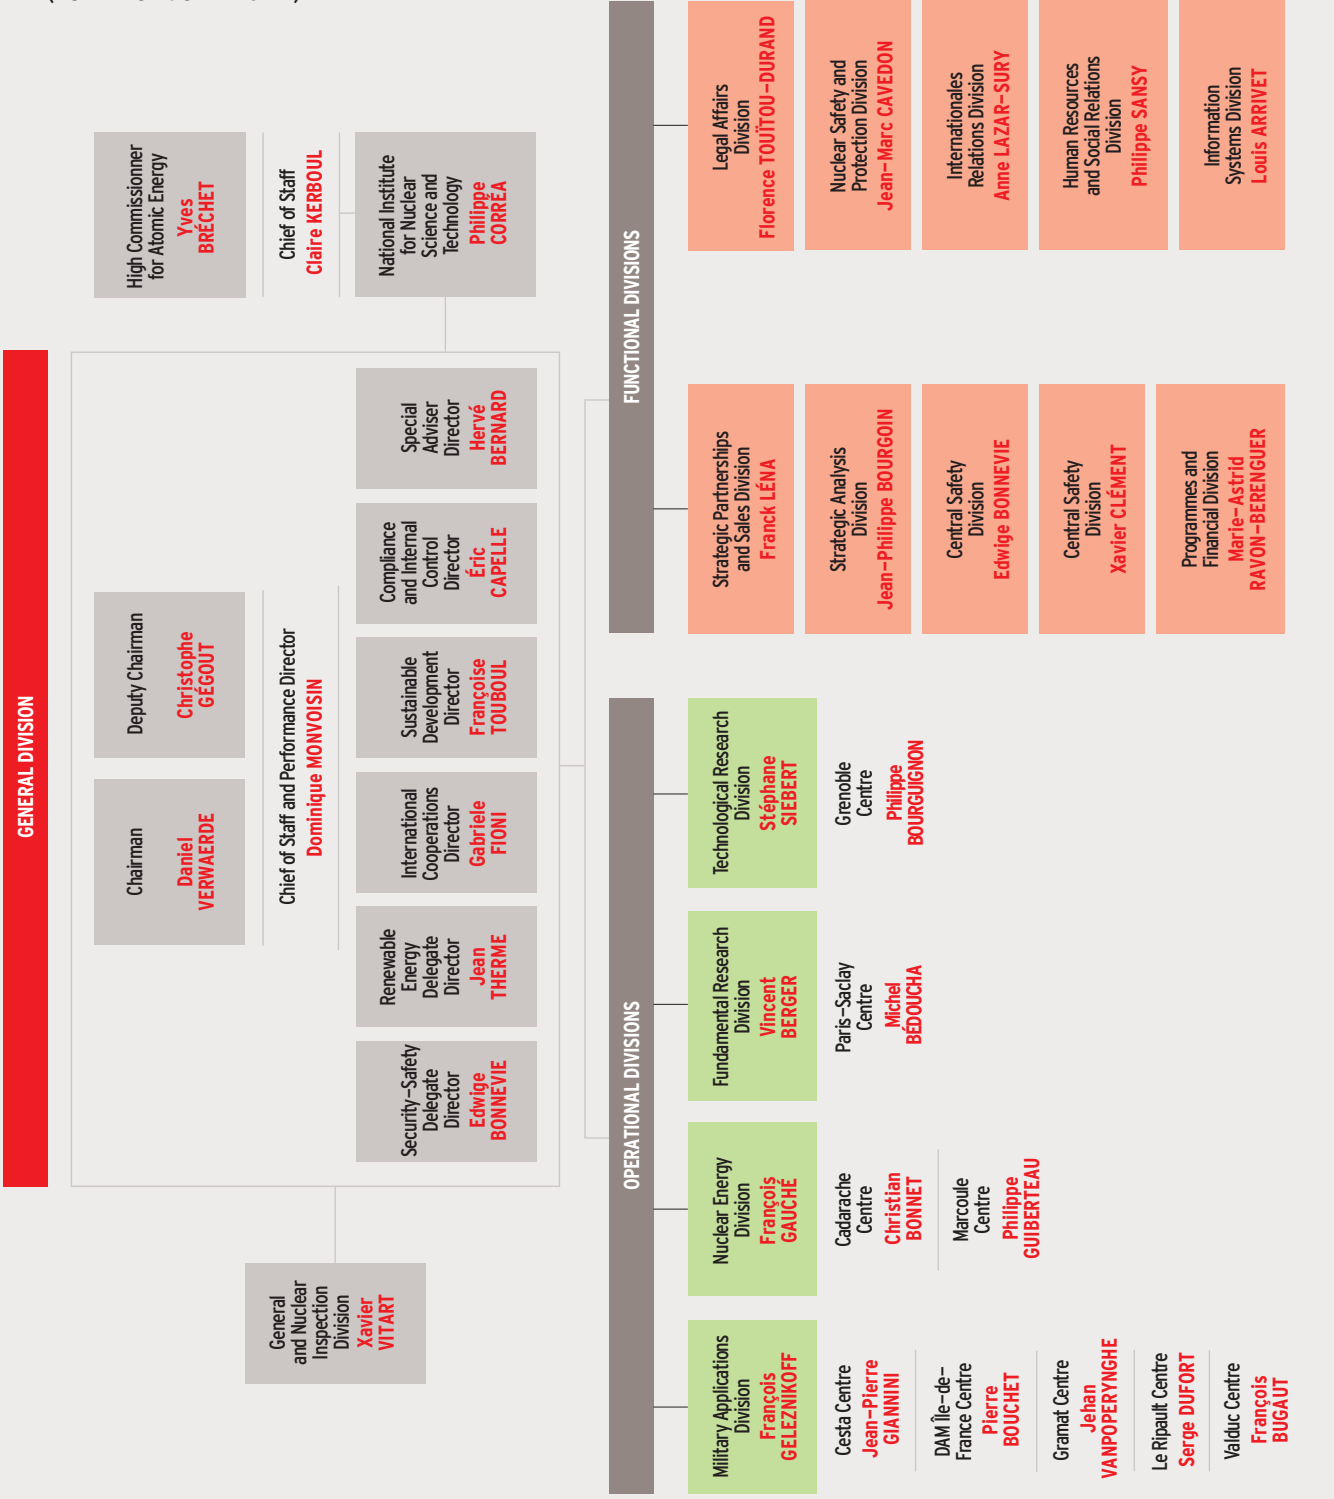 GENERAL DIVISION
Chairman
Daniel
VERWAERDE
Deputy Chairman
Christophe
GÉGOUT
High Commissioner
for Atomic Energy
Yves
BRÉCHET
Chief of Staff and Performance Director
Dominique MONVOISIN
Chief of Staff
Claire KERBOUL
General
and Nuclear
Inspection
Division
Xavier
VITART
Security–Safety
Delegate
Director
Edwige
BONNEVIE
Renewable
Energy
Delegate
Director
Jean
THERME
International
Cooperations
Director
Gabriele
FIONI
Sustainable
Development
Director
Françoise
TOUBOUL
Compliance
and Internal
Control
Director
Éric
CAPELLE
Special
Adviser
Director
Hervé
BERNARD
National Institute
for Nuclear
Science and
Technology
Philippe
CORRÉA
OPERATIONAL DIVISIONS
Military Applications
Division
François
GELEZNIKOFF
Cesta Centre
Jean–Pierre
GIANNINI
DAM Île–de–
France Centre
Pierre
BOUCHET
Gramat Centre
Jehan
VANPOPERYNGHE
Le Ripault Centre
Serge DUFORT
Valduc Centre
François
BUGAUT
Nuclear Energy
Division
François
GAUCHÉ
Cadarache
Centre
Christian
BONNET
Marcoule
Centre
Philippe
GUIBERTEAU
Fundamental Research
Division
Vincent
BERGER
Paris–Saclay
Centre
Michel
BÉDOUCHA
Technological Research
Division
Stéphane
SIEBERT
Grenoble
Centre
Philippe
BOURGUIGNON
FUNCTIONAL DIVISIONS
Strategic Partnerships
and Sales Division
Franck LÉNA
Strategic Analysis
Division
Jean–Philippe BOURGOIN
Central Safety
Division
Edwige BONNEVIE
Central Safety
Division
Xavier CLÉMENT
Programmes and
Financial Division
Marie–Astrid
RAVON–BERENGUER
Legal Affairs
Division
Florence TOUÏTOU–DURAND
Nuclear Safety and
Protection Division
Jean–Marc CAVEDON
Internationales
Relations Division
Anne LAZAR–SURY
Human Resources
and Social Relations
Division
Philippe SANSY
Information
Systems Division
Louis ARRIVET